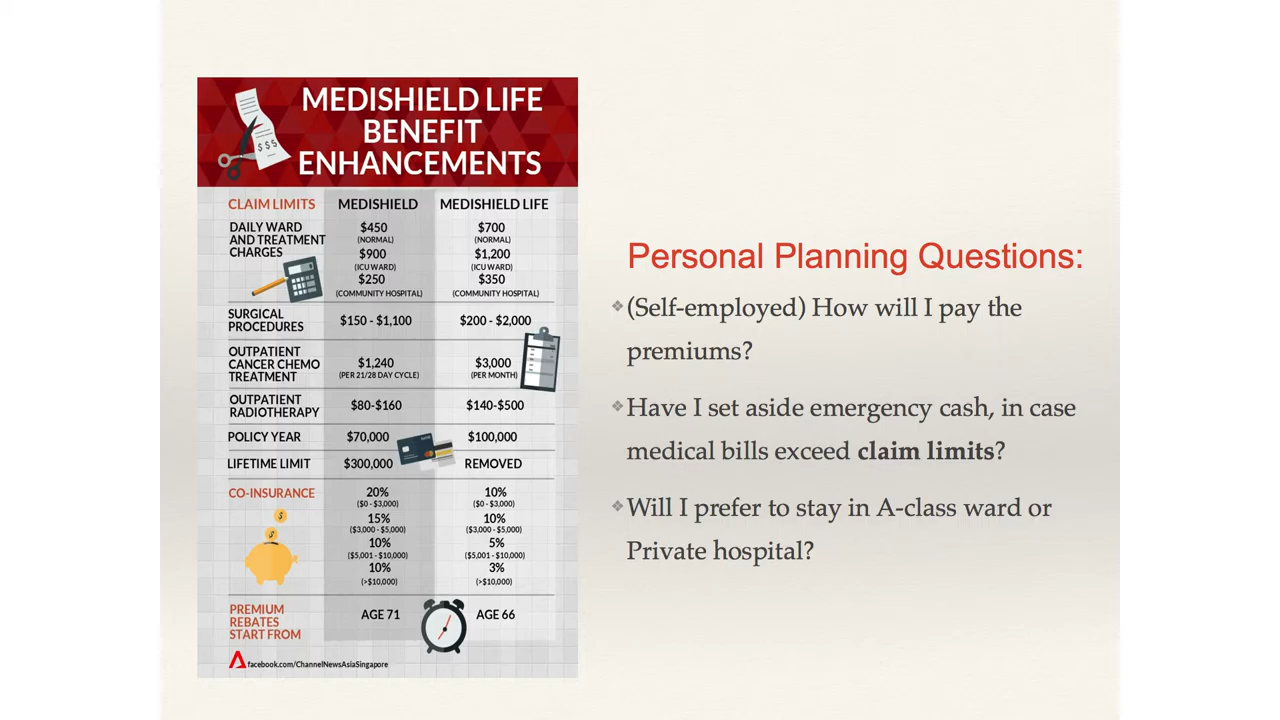 MEDISHIELD LIFE
BENEFIT
ENHANCEMENTS
$$$
CLAIM LIMITS MEDISHIELD MEDISHIELD LIFE
DAILY WARD
AND TREATMENT
CHARGES
$450 $700
(NORMAL) (NORMAL)
$900 $1,200
(ICU WARD) (ICU WARD)
$250 $350
(COMMUNITY HOSPITAL) (COMMUNITY HOSPITAL)
SURGICAL
PROCEDURES
$150 - $1,100 $200 - $2,000
OUTPATIENT
CANCER CHEMO
TREATMENT
$1,240 $3,000
(PER 21/28 DAY CYCLE) (PER MONTH)
OUTPATIENT
RADIOTHERAPY
$80-$160 $140-$500
POLICY YEAR $70,000 $100,000
LIFETIME LIMIT $300,000 REMOVED
CO-INSURANCE 20% 10%
($0 - $3,000) ($0 - $3,000)
15% 10%
($3,000 - $5,000) ($3,000 - $5,000)
10% 5%
($5,001 - $10,000) ($5,001 - $10,000)
10% 3%
(>$10,000) (>$10,000)
$
$
PREMIUM
REBATES
START FROM
AGE 71 AGE 66
facebook.com/ChannelNewsAsiaSingapore
Personal Planning Questions:
❖(Self-employed) How will I pay the
premiums?
❖Have I set aside emergency cash, in case
medical bills exceed claim limits?
❖Will I prefer to stay in A-class ward or
Private hospital?